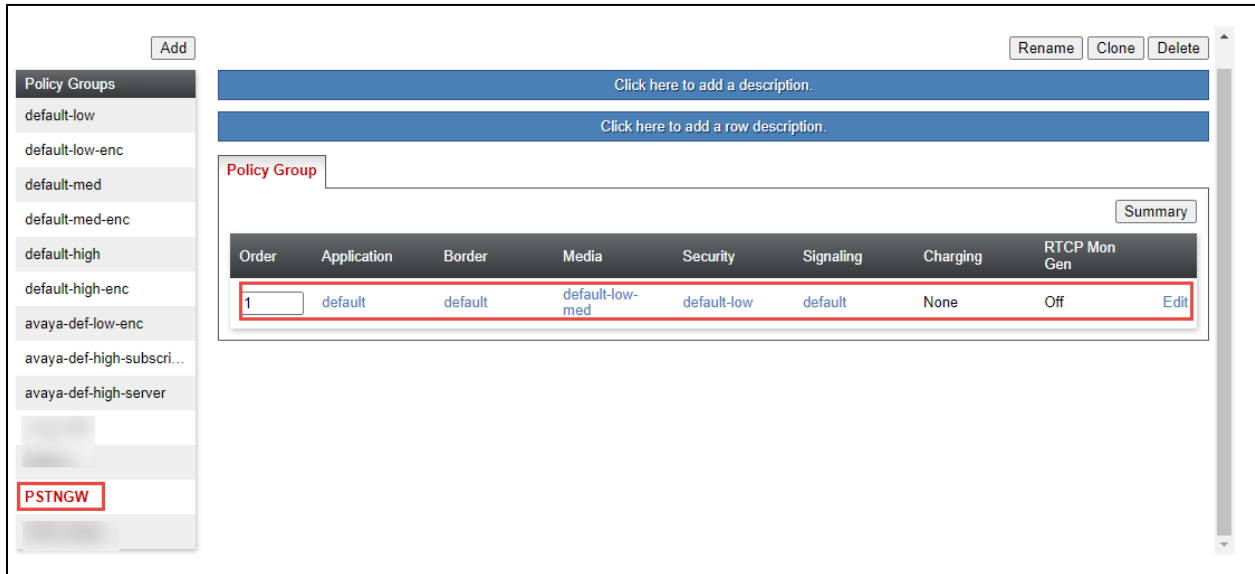 Add
Rename Clone Delete
Policy Groups
default-low
default-low-enc
default-med
default-med-enc
default-high
default-high-enc
avaya-def-low-enc
avaya-def-high-subscri...
avaya-def-high-server
PSTNGW
Click here to add a description.
Click here to add a row description.
Policy Group
Summary
Order Application Border Media Security Signaling Charging RTCP Mon
Gen
1 default default default-low- default-low default None Off Edit
med